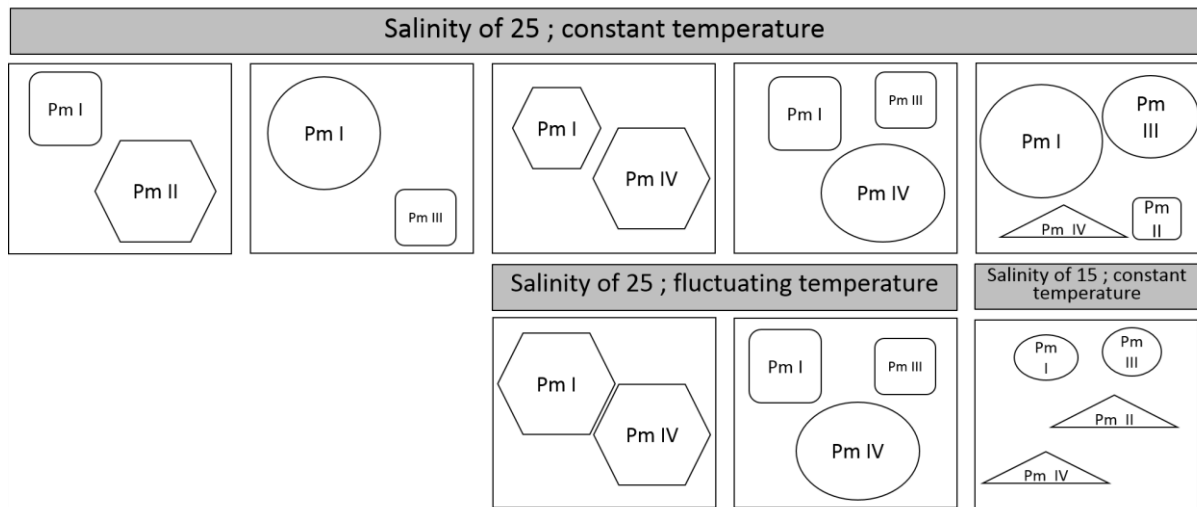 Salinity of 25 ; constant temperature
Pm I
Pm II
Pm I
Pm III
Pm I
Pm IV
Pm I
Pm III
Pm IV
Pm I
Pm
III
Pm IV
Pm
II
Salinity of 25 ; fluctuating temperature
Salinity of 15 ; constant
temperature
Pm I
Pm IV
Pm I
Pm III
Pm IV
Pm
I
Pm
III
Pm II
Pm IV